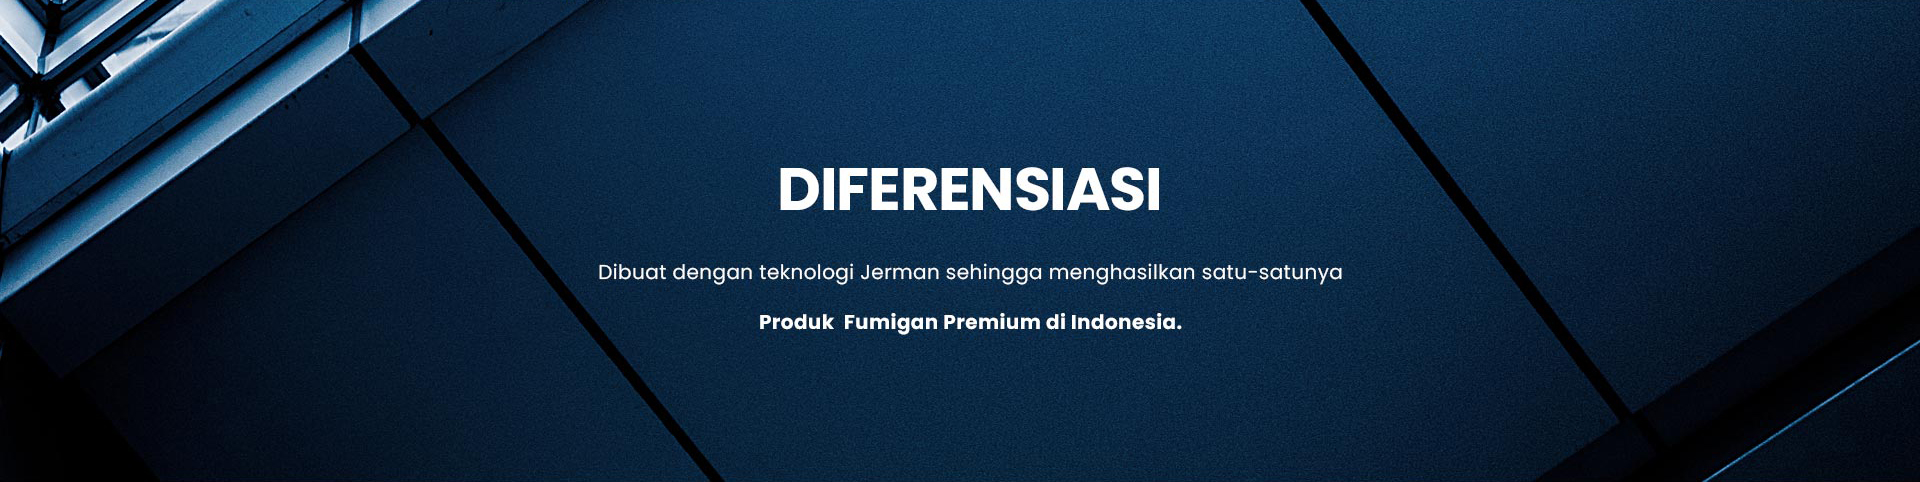 DIFERENSIASI
Dibuat dengan teknologi Jerman sehingga menghasilkan satu-satunya
Produk  Fumigan Premium di Indonesia.